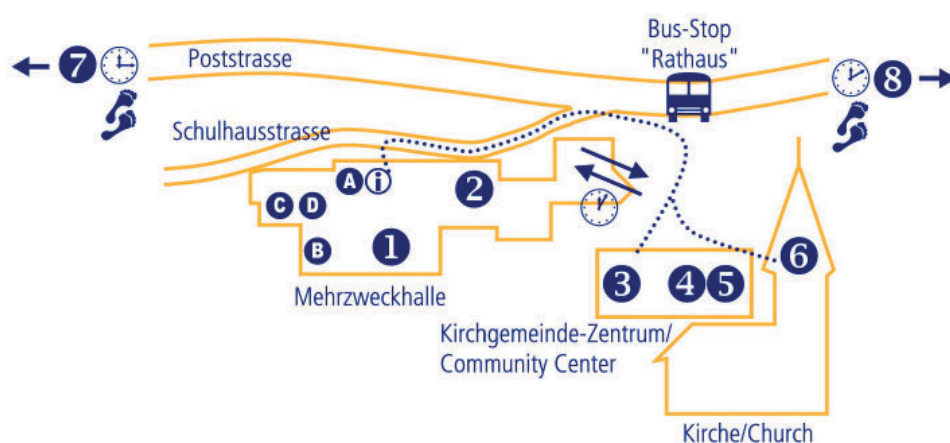 Bus-Stop
"Rathaus"
7
Poststrasse
8
Schulhausstrasse
A i
2
C D
B
1
Mehrzweckhalle
3
4 5
6
Kirchgemeinde-Zentrum/
Community Center
Kirche/Church